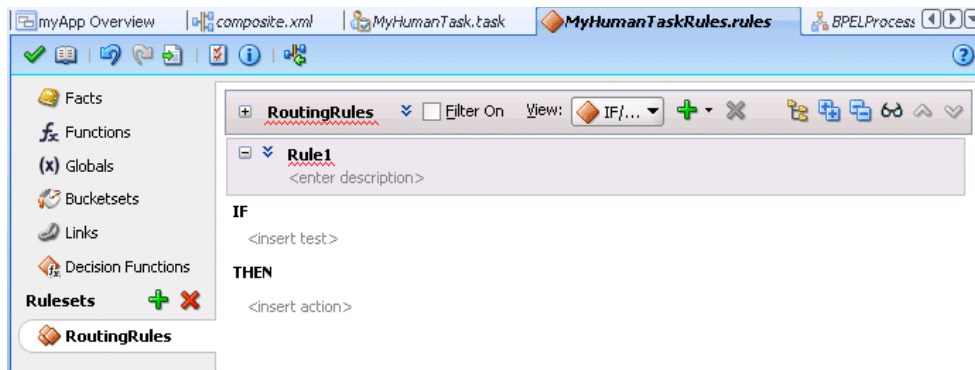 myApp Overview composite.xml MyHumanTask.task MyHumanTaskRules.rules BPELProcess
Facts
Functions
Globals
Bucketsets
Links
Decision Functions
Rulesets
RoutingRules
RoutingRules Filter On View: IF/...
Rule1
<enter description>
IF
<insert test>
THEN
<insert action>